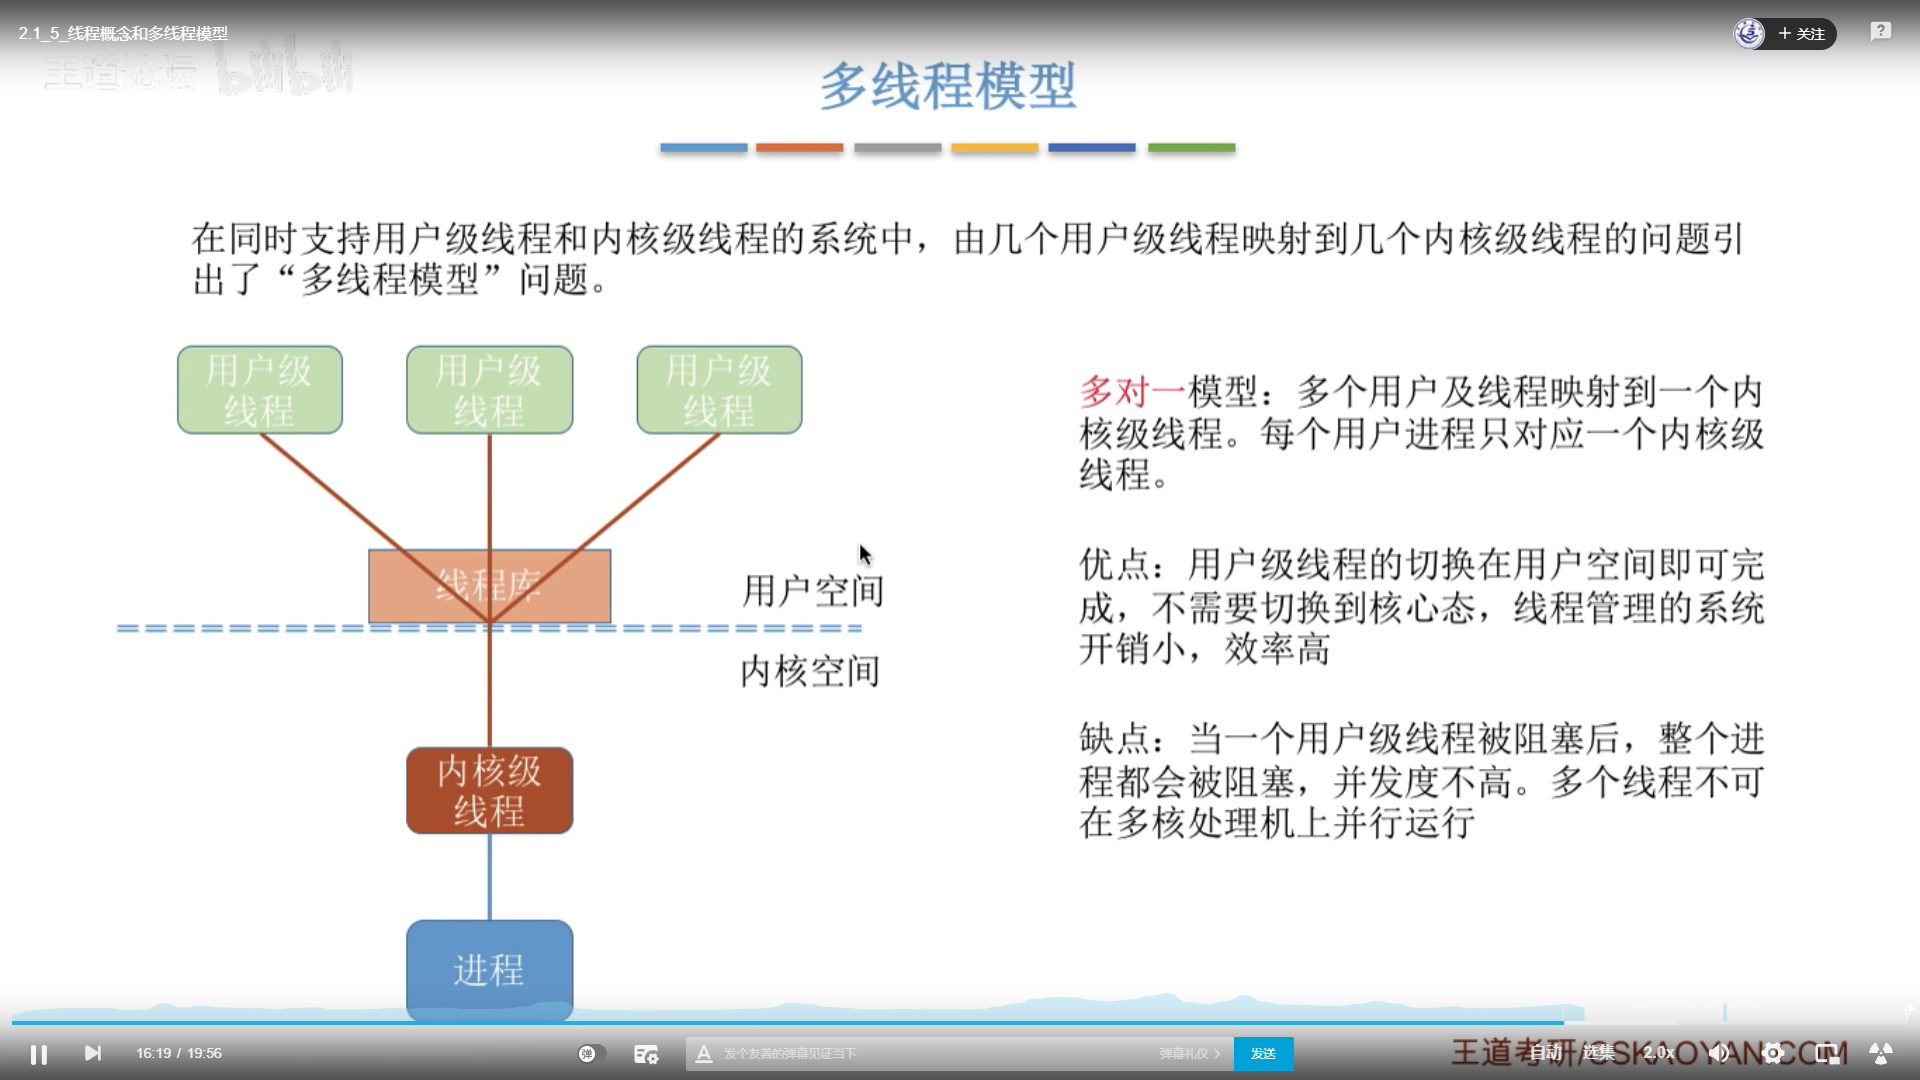 2.1_5_线程概念和多线程模型
+ 关注
王道论坛 bilibili
多线程模型
在同时支持用户级线程和内核级线程的系统中，由几个用户级线程映射到几个内核级线程的问题引
出了“多线程模型”问题。
用户级
线程
用户级
线程
用户级
线程
线程库
用户空间
内核空间
内核级
线程
进程
多对一模型：多个用户及线程映射到一个内
核级线程。每个用户进程只对应一个内核级
线程。
优点：用户级线程的切换在用户空间即可完
成，不需要切换到核心态，线程管理的系统
开销小，效率高
缺点：当一个用户级线程被阻塞后，整个进
程都会被阻塞，并发度不高。多个线程不可
在多核处理机上并行运行
16:19 / 19:56
弹
A 发个友善的弹幕见证当下
弹幕礼仪 >
发送
王道考研/CSKAOYAN.COM
自动
选集
2.0x